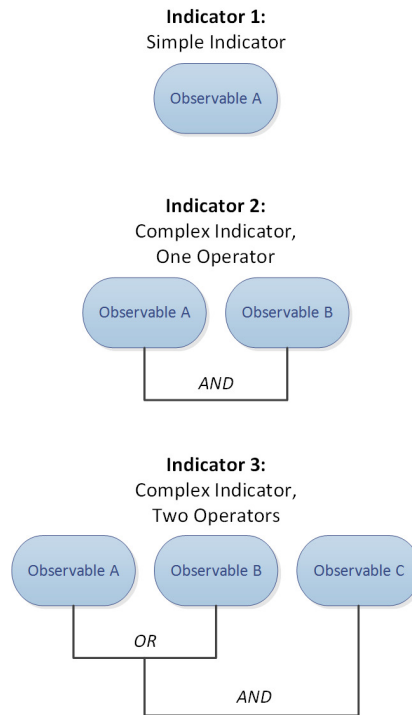 Indicator 1:
Simple Indicator
Observable A
Indicator 2:
Complex Indicator,
One Operator
Observable A
Observable B
AND
Indicator 3:
Complex Indicator,
Two Operators
Observable A
Observable B
Observable C
OR
AND